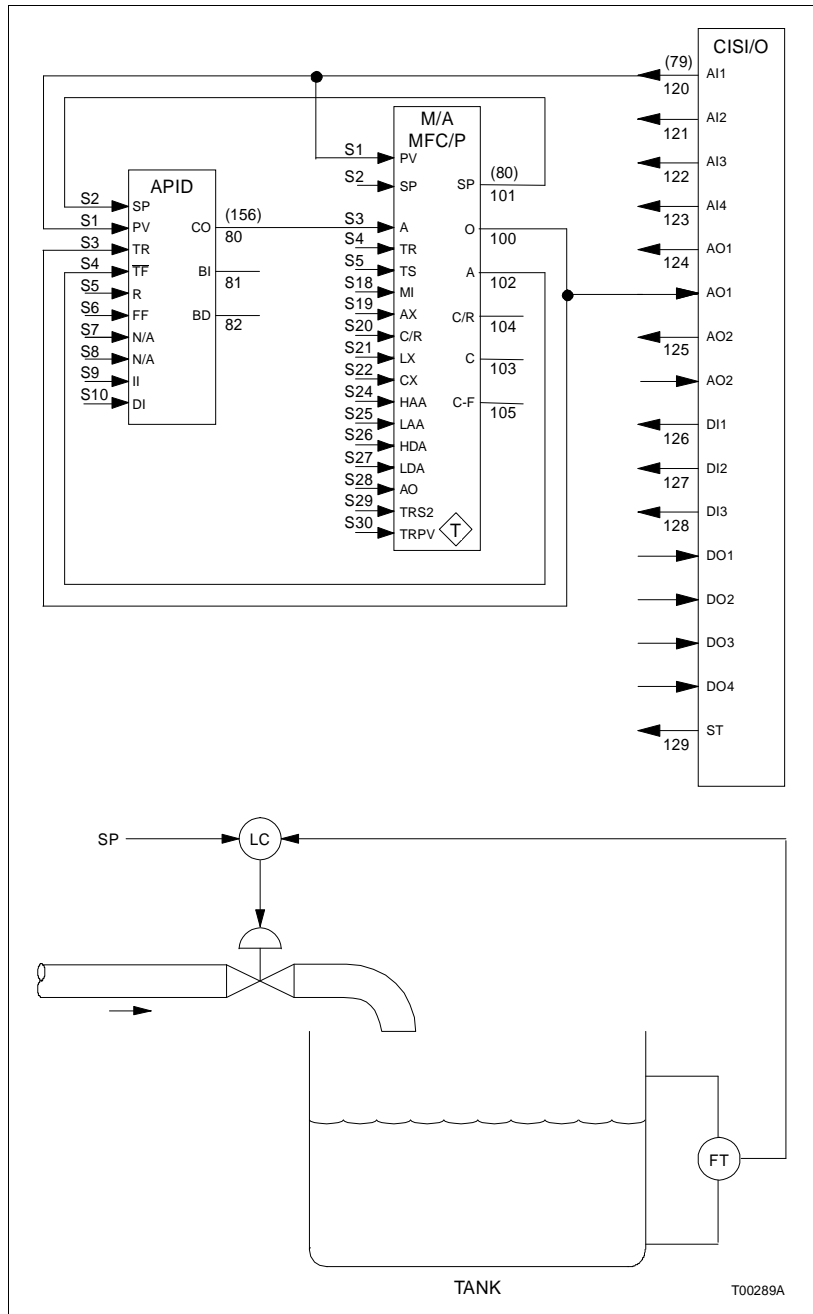 CISI/O
(79)
120
AI1
121
AI2
122
AI3
123
AI4
124
AO1
AO1
125
AO2
AO2
126
DI1
127
DI2
128
DI3
DO1
DO2
DO3
DO4
129
ST
M/A
MFC/P
S1
PV
S2
SP
SP
(80)
101
S3
A
O
100
S4
TR
S5
TS
A
102
S18
MI
S19
AX
C/R
104
S20
C/R
S21
LX
C
103
S22
CX
S24
HAA
C-F
105
S25
LAA
S26
HDA
S27
LDA
S28
AO
S29
TRS2
S30
TRPV
T
APID
S2
SP
S1
PV
CO
(156)
80
S3
TR
S4
TF
BI
81
S5
R
S6
FF
BD
82
S7
N/A
S8
N/A
S9
II
S10
DI
SP
LC
FT
TANK
T00289A